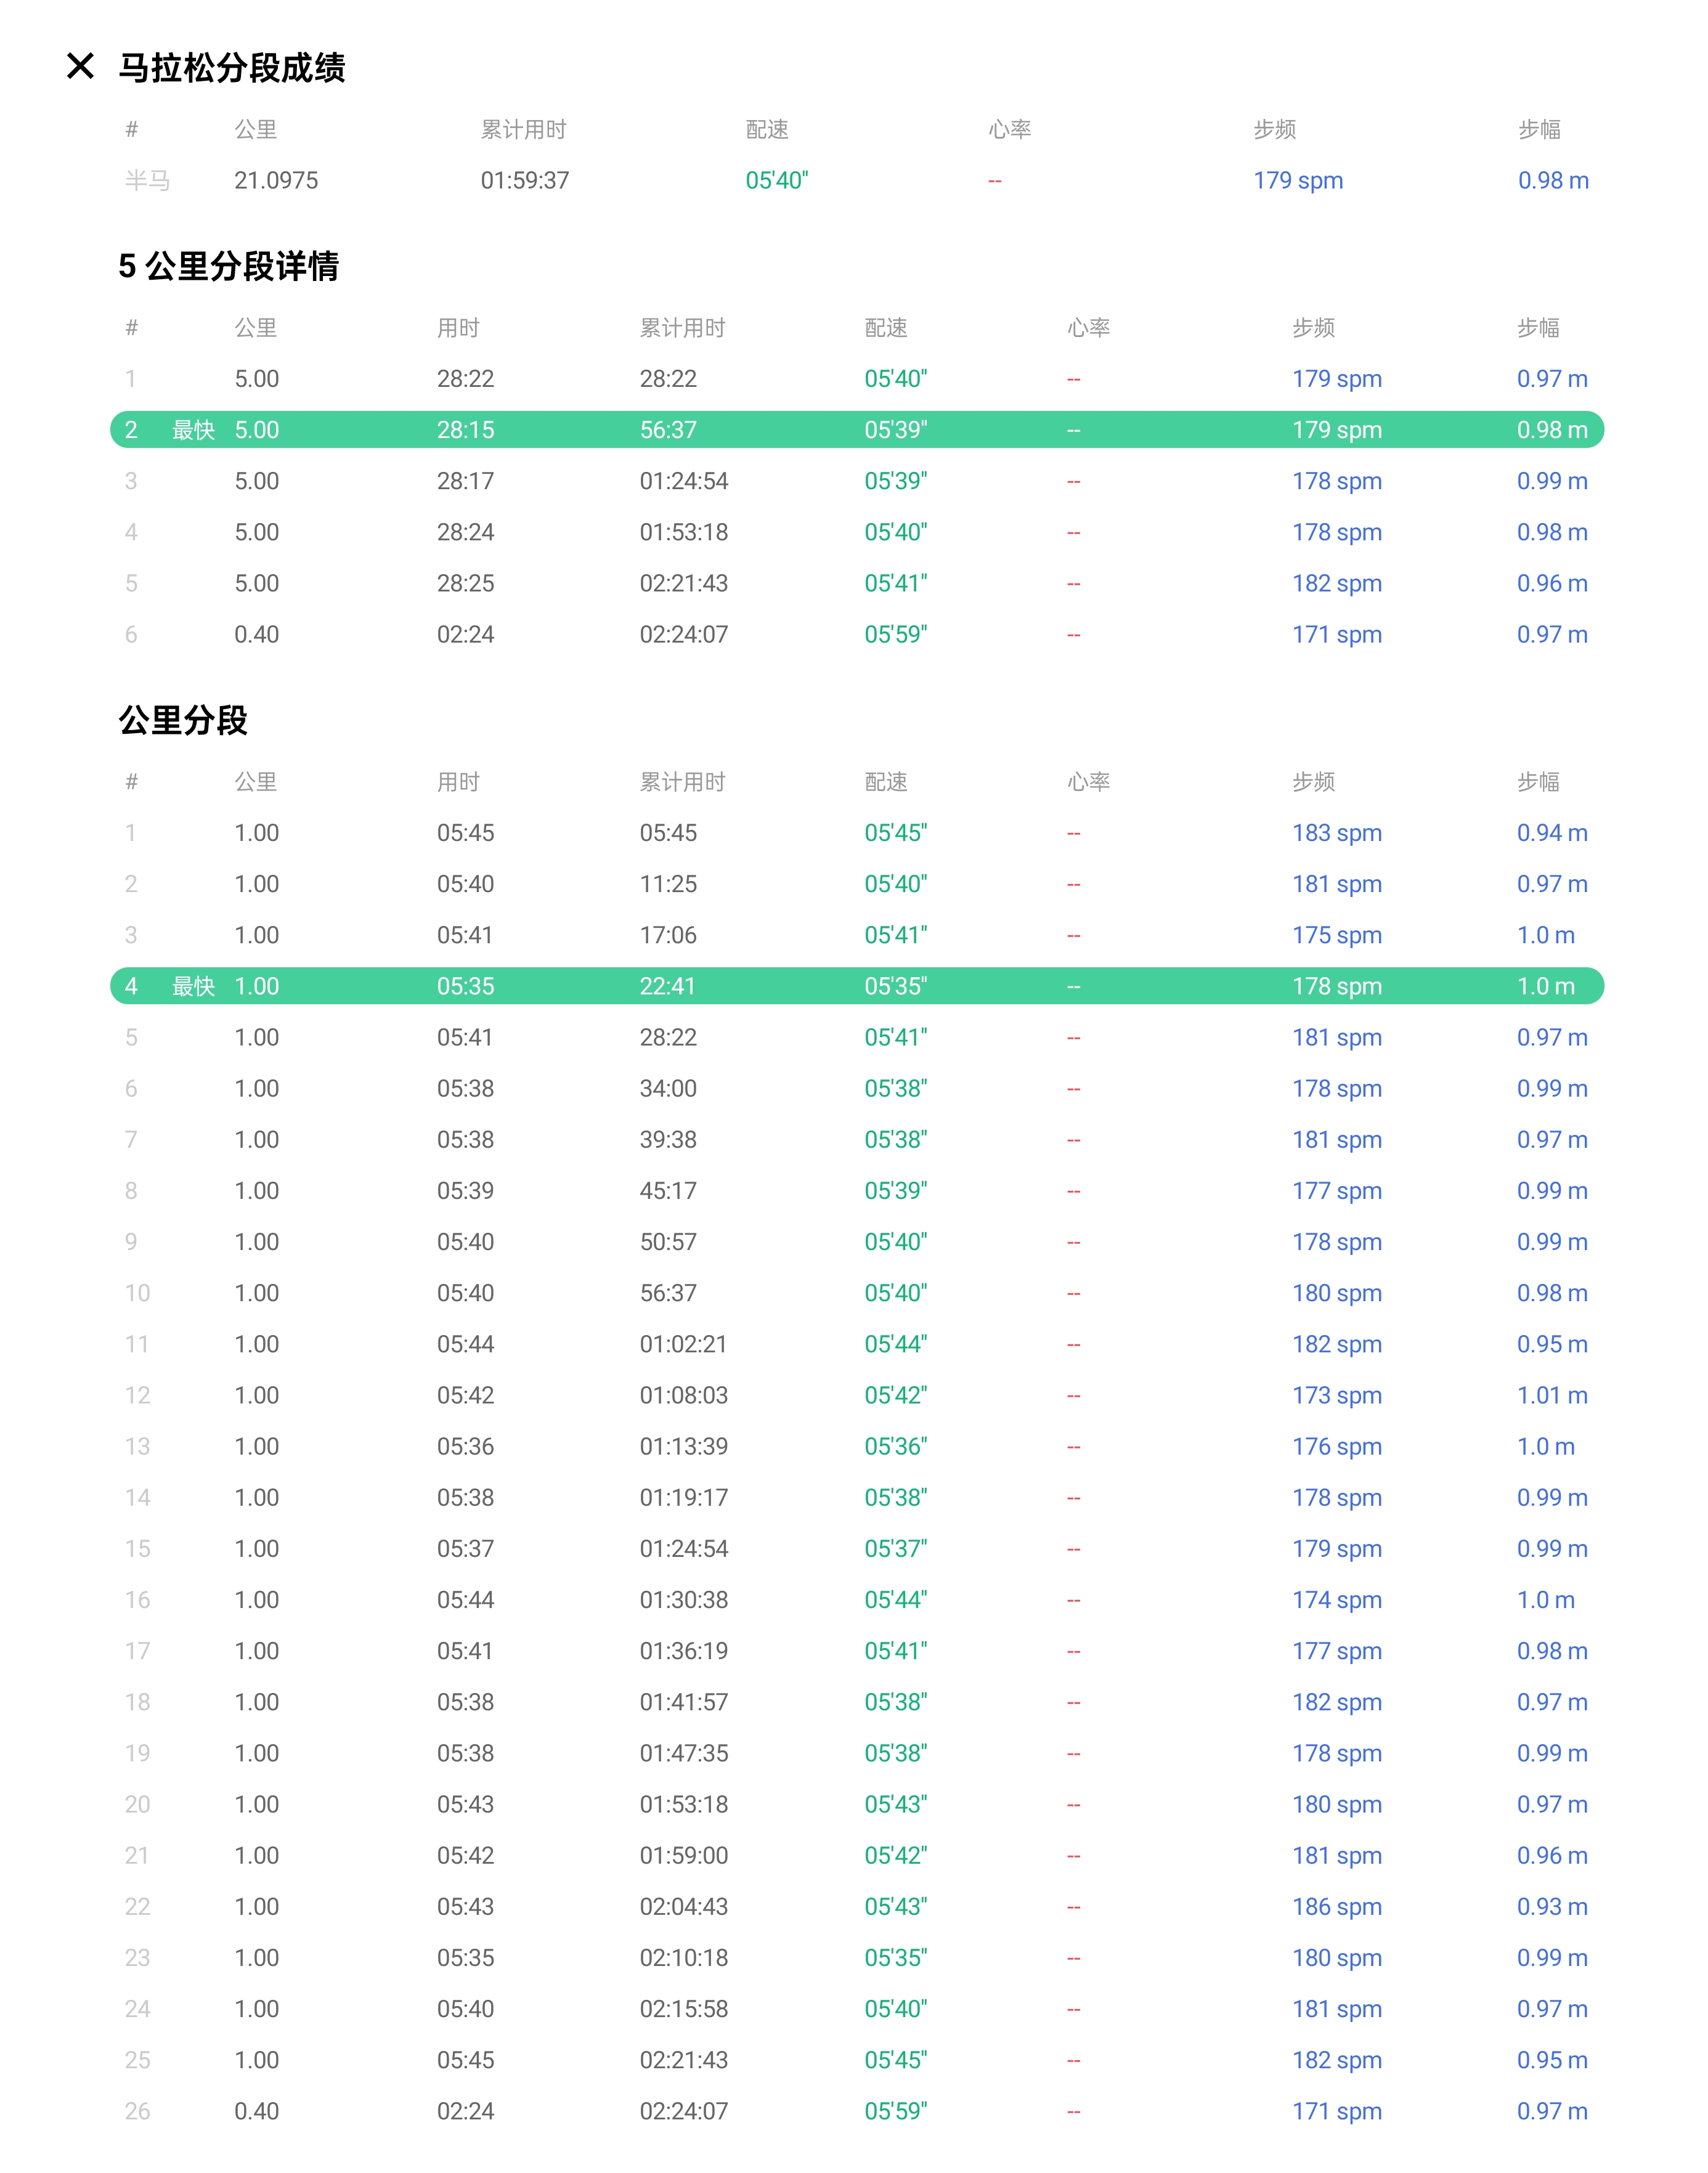 马拉松分段成绩
# 公里 累计用时 配速 心率 步频 步幅
半马 21.0975 01:59:37 05'40" -- 179 spm 0.98 m
5 公里分段详情
# 公里 用时 累计用时 配速 心率 步频 步幅
1 5.00 28:22 28:22 05'40" -- 179 spm 0.97 m
2 最快 5.00 28:15 56:37 05'39" -- 179 spm 0.98 m
3 5.00 28:17 01:24:54 05'39" -- 178 spm 0.99 m
4 5.00 28:24 01:53:18 05'40" -- 178 spm 0.98 m
5 5.00 28:25 02:21:43 05'41" -- 182 spm 0.96 m
6 0.40 02:24 02:24:07 05'59" -- 171 spm 0.97 m
公里分段
# 公里 用时 累计用时 配速 心率 步频 步幅
1 1.00 05:45 05:45 05'45" -- 183 spm 0.94 m
2 1.00 05:40 11:25 05'40" -- 181 spm 0.97 m
3 1.00 05:41 17:06 05'41" -- 175 spm 1.0 m
4 最快 1.00 05:35 22:41 05'35" -- 178 spm 1.0 m
5 1.00 05:41 28:22 05'41" -- 181 spm 0.97 m
6 1.00 05:38 34:00 05'38" -- 178 spm 0.99 m
7 1.00 05:38 39:38 05'38" -- 181 spm 0.97 m
8 1.00 05:39 45:17 05'39" -- 177 spm 0.99 m
9 1.00 05:40 50:57 05'40" -- 178 spm 0.99 m
10 1.00 05:40 56:37 05'40" -- 180 spm 0.98 m
11 1.00 05:44 01:02:21 05'44" -- 182 spm 0.95 m
12 1.00 05:42 01:08:03 05'42" -- 173 spm 1.01 m
13 1.00 05:36 01:13:39 05'36" -- 176 spm 1.0 m
14 1.00 05:38 01:19:17 05'38" -- 178 spm 0.99 m
15 1.00 05:37 01:24:54 05'37" -- 179 spm 0.99 m
16 1.00 05:44 01:30:38 05'44" -- 174 spm 1.0 m
17 1.00 05:41 01:36:19 05'41" -- 177 spm 0.98 m
18 1.00 05:38 01:41:57 05'38" -- 182 spm 0.97 m
19 1.00 05:38 01:47:35 05'38" -- 178 spm 0.99 m
20 1.00 05:43 01:53:18 05'43" -- 180 spm 0.97 m
21 1.00 05:42 01:59:00 05'42" -- 181 spm 0.96 m
22 1.00 05:43 02:04:43 05'43" -- 186 spm 0.93 m
23 1.00 05:35 02:10:18 05'35" -- 180 spm 0.99 m
24 1.00 05:40 02:15:58 05'40" -- 181 spm 0.97 m
25 1.00 05:45 02:21:43 05'45" -- 182 spm 0.95 m
26 0.40 02:24 02:24:07 05'59" -- 171 spm 0.97 m